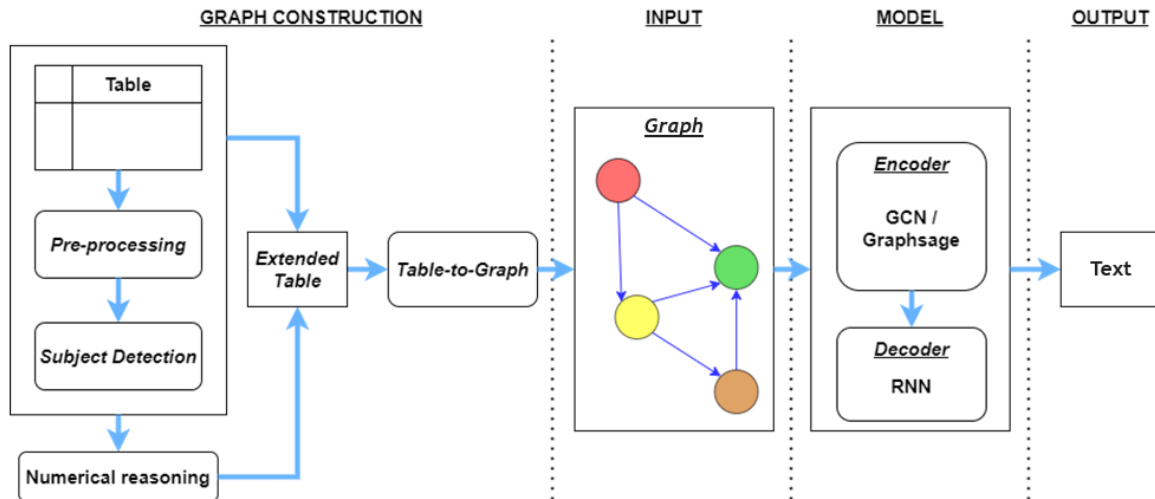 GRAPH CONSTRUCTION
INPUT
MODEL
OUTPUT
Table
Pre-processing
Subject Detection
Numerical reasoning
Extended
Table
Table-to-Graph
Graph
Encoder
GCN /
Graphsage
Decoder
RNN
Text